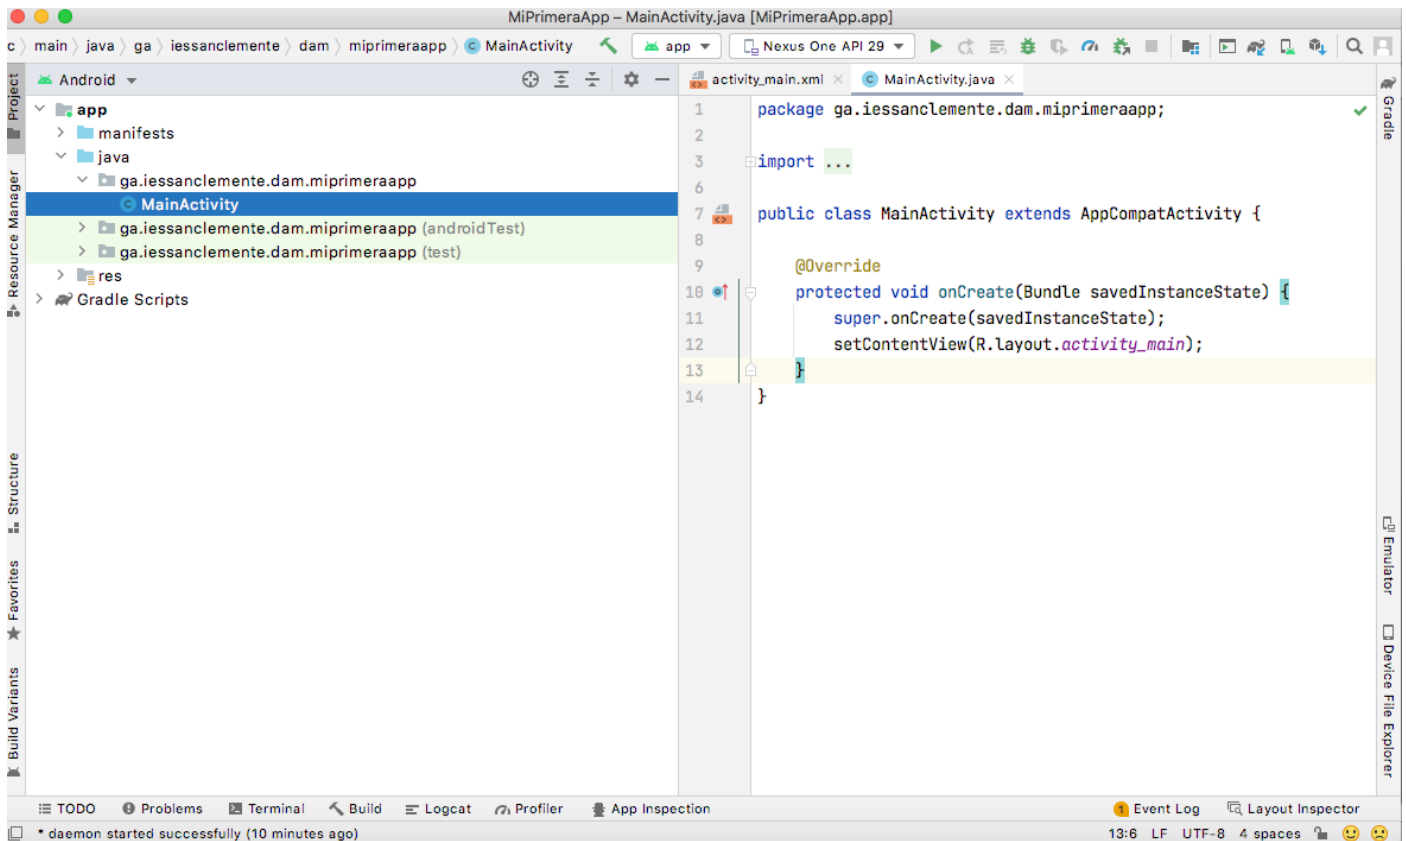 MiPrimeraApp – MainActivity.java [MiPrimeraApp.app]
c main java ga iessanclemente dam miprimeraapp C MainActivity app Nexus One API 29
Project
Resource Manager
Structure
Favorites
Build Variants
Android
app
manifests
java
ga.iessanclemente.dam.miprimeraapp
C MainActivity
ga.iessanclemente.dam.miprimeraapp (androidTest)
ga.iessanclemente.dam.miprimeraapp (test)
res
Gradle Scripts
activity_main.xml C MainActivity.java
1 package ga.iessanclemente.dam.miprimeraapp;
2
3 import ...
6
7 public class MainActivity extends AppCompatActivity {
8
9 @Override
10 protected void onCreate(Bundle savedInstanceState) {
11 super.onCreate(savedInstanceState);
12 setContentView(R.layout.activity_main);
13 }
14 }
Gradle
Emulator
Device File Explorer
TODO Problems Terminal Build Logcat Profiler App Inspection 1 Event Log Layout Inspector
* daemon started successfully (10 minutes ago) 13:6 LF UTF-8 4 spaces